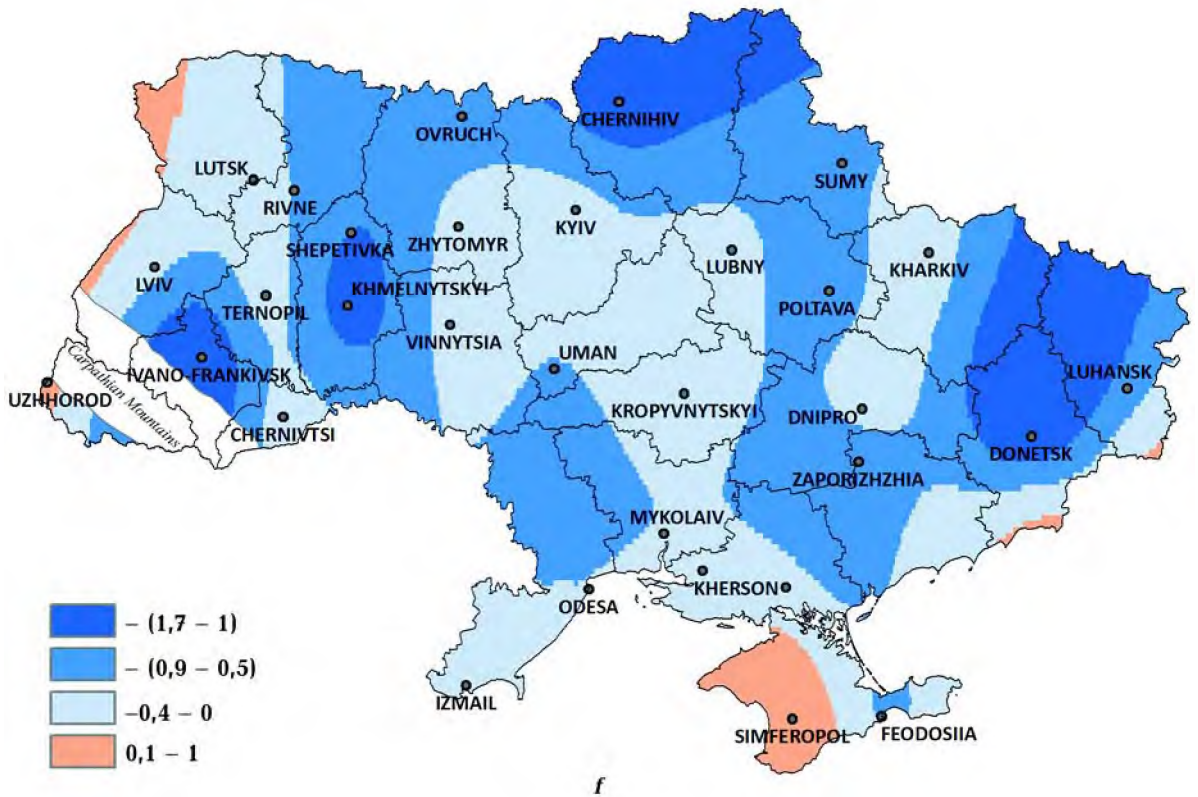 CHERNIHIV
OVRUCH
LUTSK
SUMY
RIVNE
SHEPETIVKA
ZHYTOMYR
KYIV
LVIV
LUBNY
KHARKIV
KHMELNYTSKYI
TERNOPIL
POLTAVA
VINNYTSIA
UMAN
Carpathian Mountains
IVANO-FRANKIVSK
LUHANSK
UZHHOROD
KROPYVNYTSKYI
DNIPRO
CHERNIVTSI
DONETSK
ZAPORIZHZHIA
MYKOLAIV
KHERSON
ODESA
– (1,7 – 1)
– (0,9 – 0,5)
–0,4 – 0
0,1 – 1
IZMAIL
SIMFEROPOL
FEODOSIIA
f